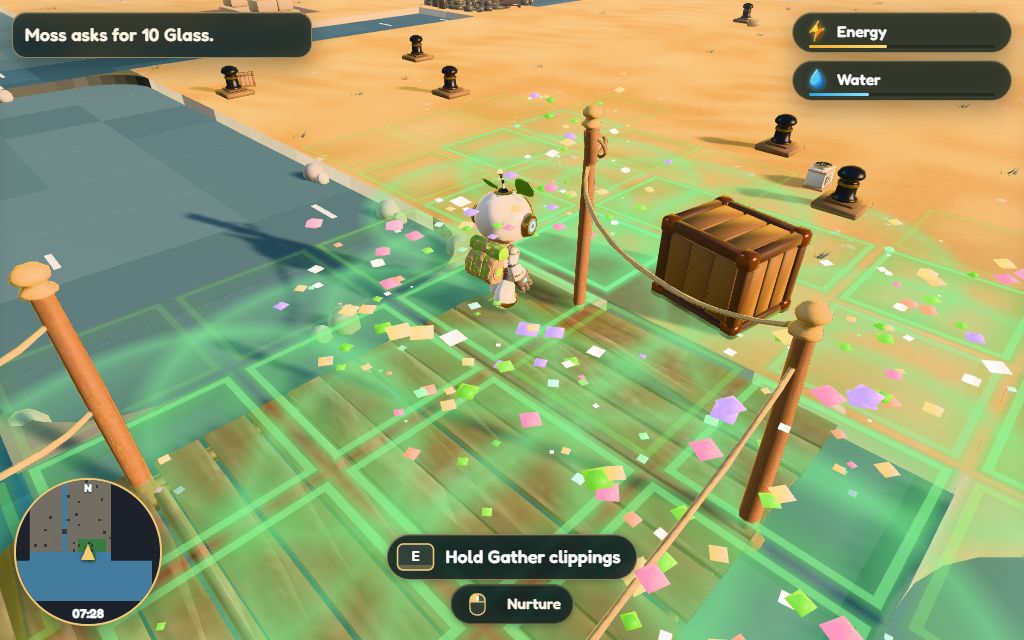 Moss asks for 10 Glass.
Energy
Water
N
07:28
E Hold Gather clippings
Nurture